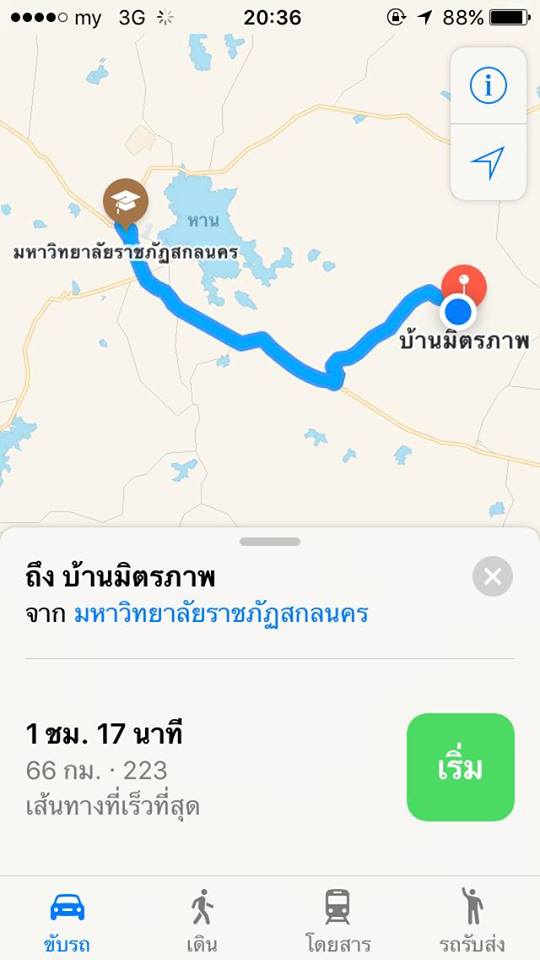 my 3G 20:36 88%
หาน
มหาวิทยาลัยราชภัฏสกลนคร
บ้านมิตรภาพ
ถึง บ้านมิตรภาพ
จาก มหาวิทยาลัยราชภัฏสกลนคร
1 ชม. 17 นาที
66 กม. · 223
เส้นทางที่เร็วที่สุด
เริ่ม
ขับรถ เดิน โดยสาร รถรับส่ง